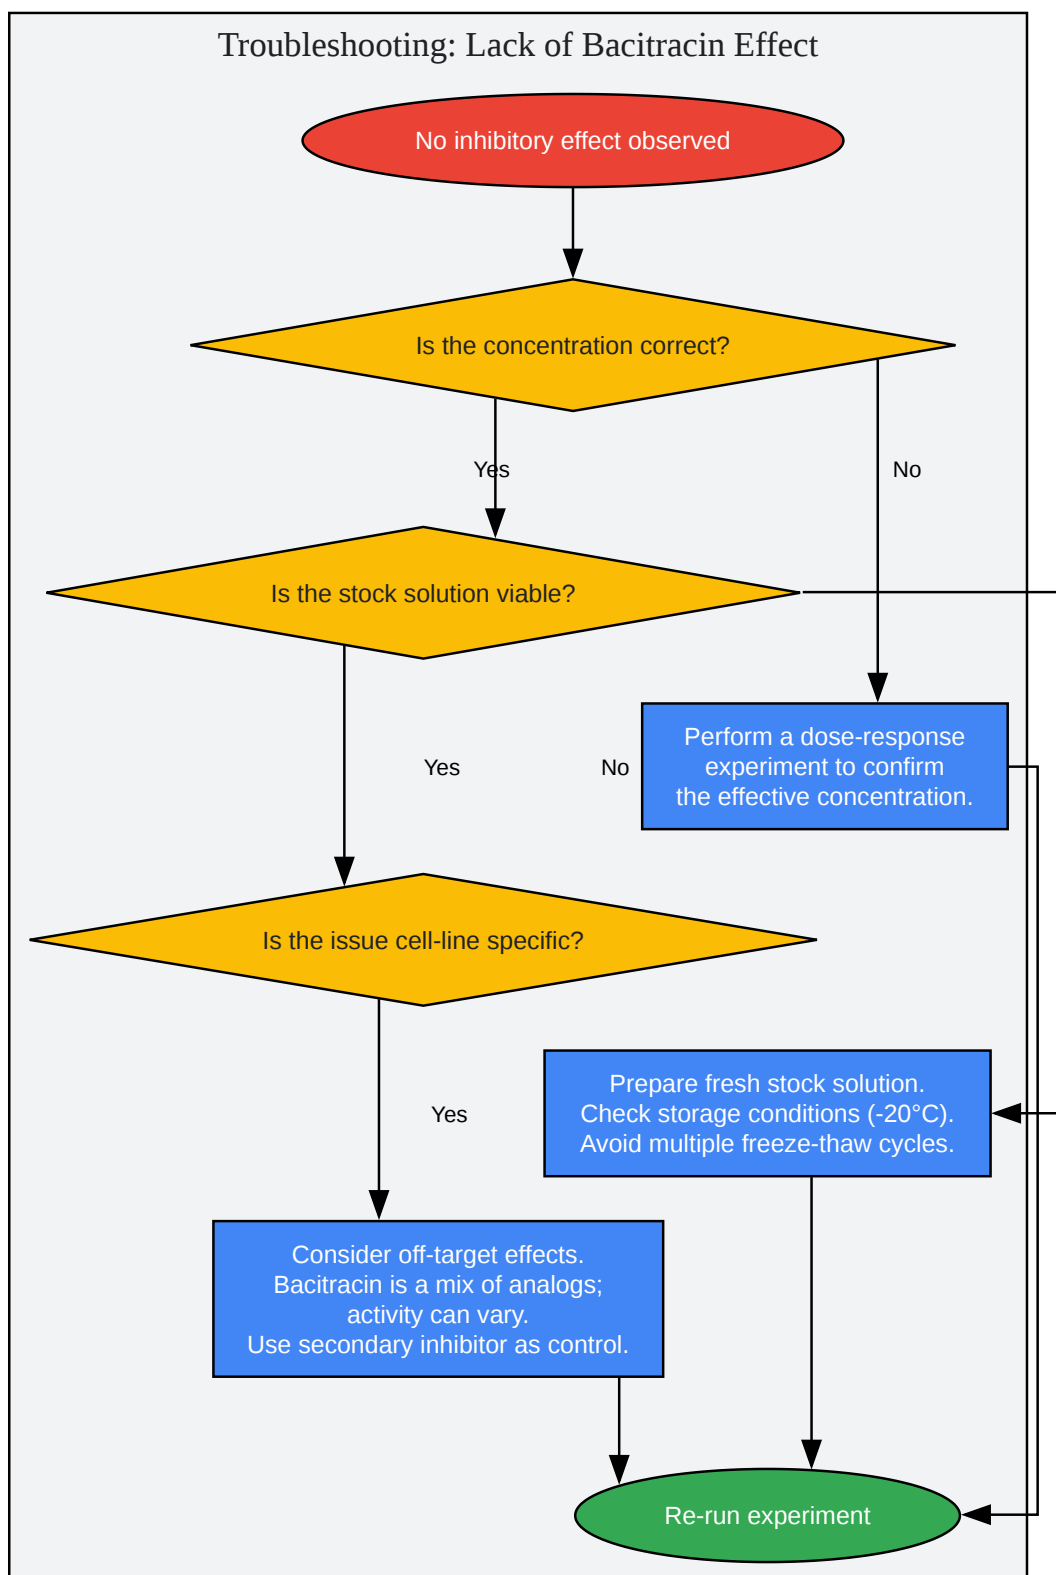 Troubleshooting: Lack of Bacitracin Effect
No inhibitory effect observed
Is the concentration correct?
Yes
No
Is the stock solution viable?
Perform a dose-response
experiment to confirm
the effective concentration.
Yes
No
Is the issue cell-line specific?
Prepare fresh stock solution.
Check storage conditions (-20°C).
Avoid multiple freeze-thaw cycles.
Yes
Consider off-target effects.
Bacitracin is a mix of analogs;
activity can vary.
Use secondary inhibitor as control.
Re-run experiment